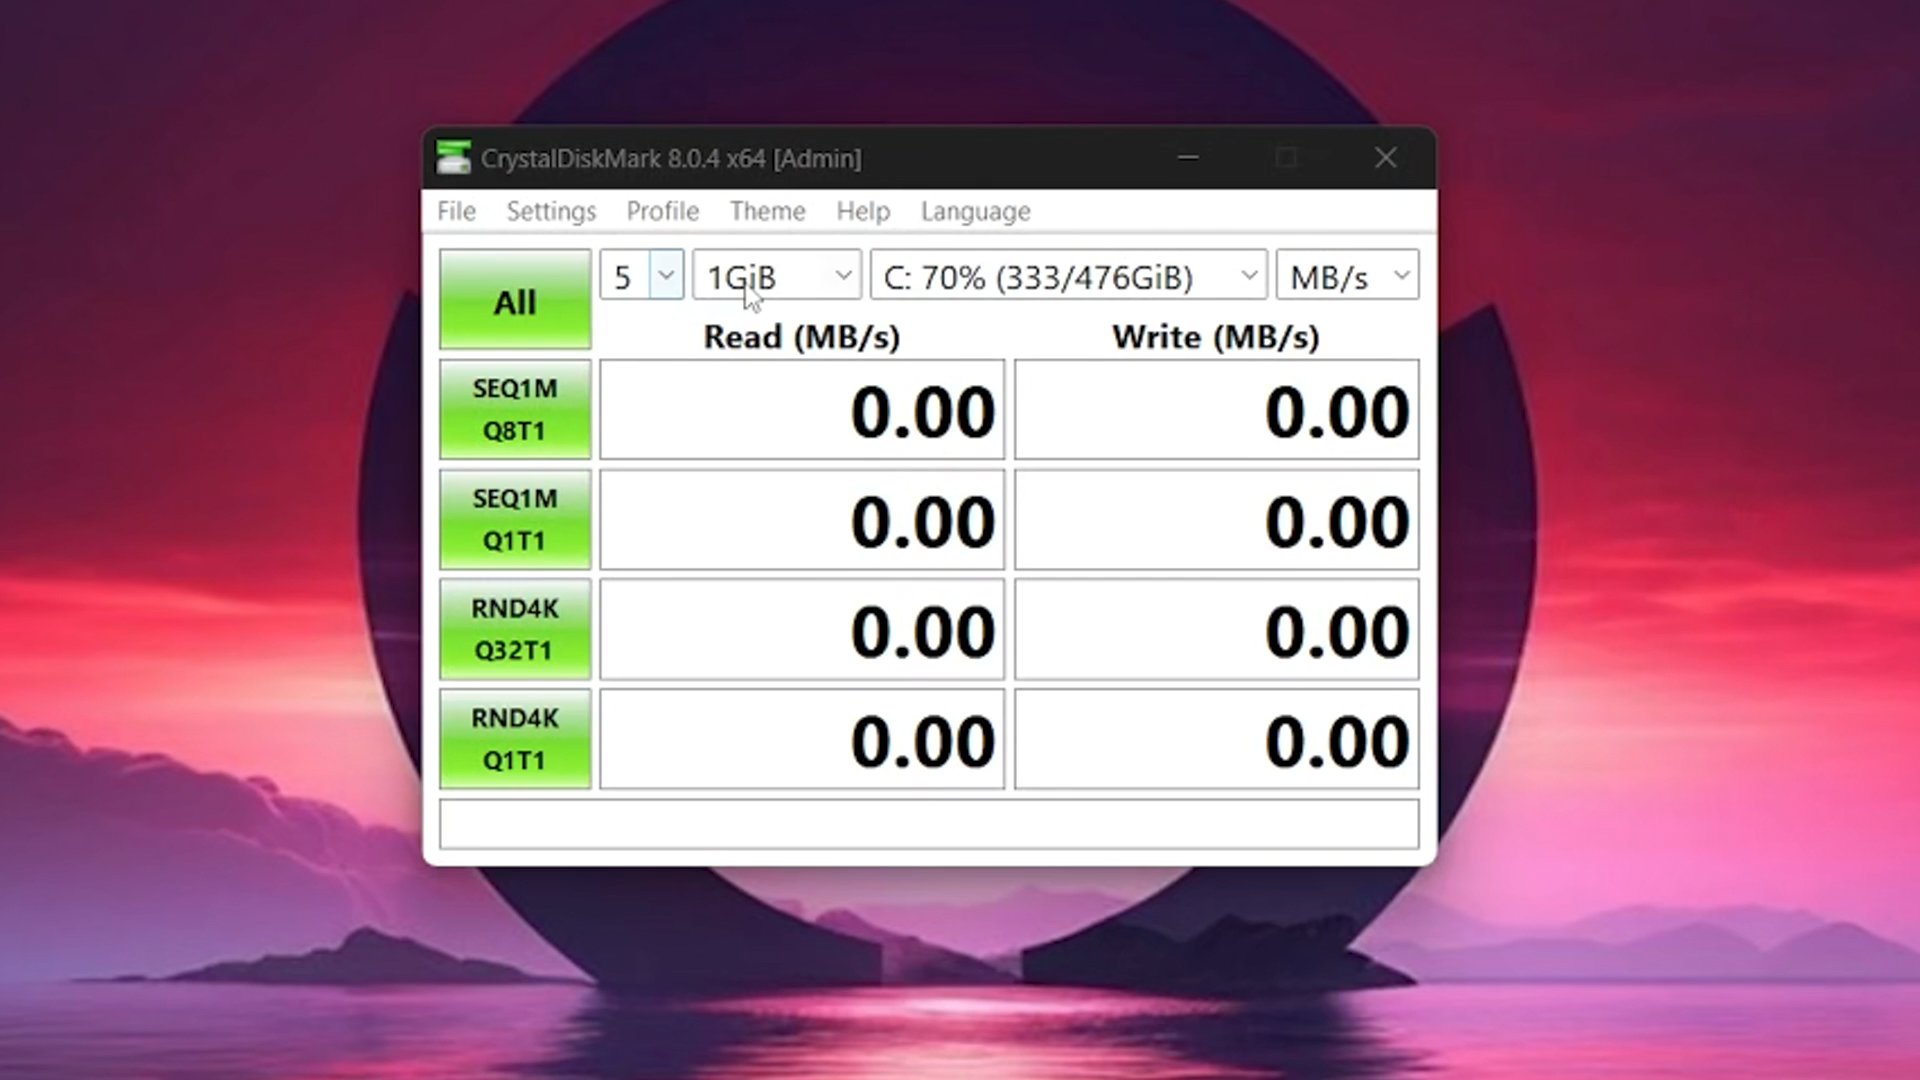 CrystalDiskMark 8.0.4 x64 [Admin]
File Settings Profile Theme Help Language
All 5 1GiB C: 70% (333/476GiB) MB/s
Read (MB/s) Write (MB/s)
SEQ1M
Q8T1 0.00 0.00
SEQ1M
Q1T1 0.00 0.00
RND4K
Q32T1 0.00 0.00
RND4K
Q1T1 0.00 0.00